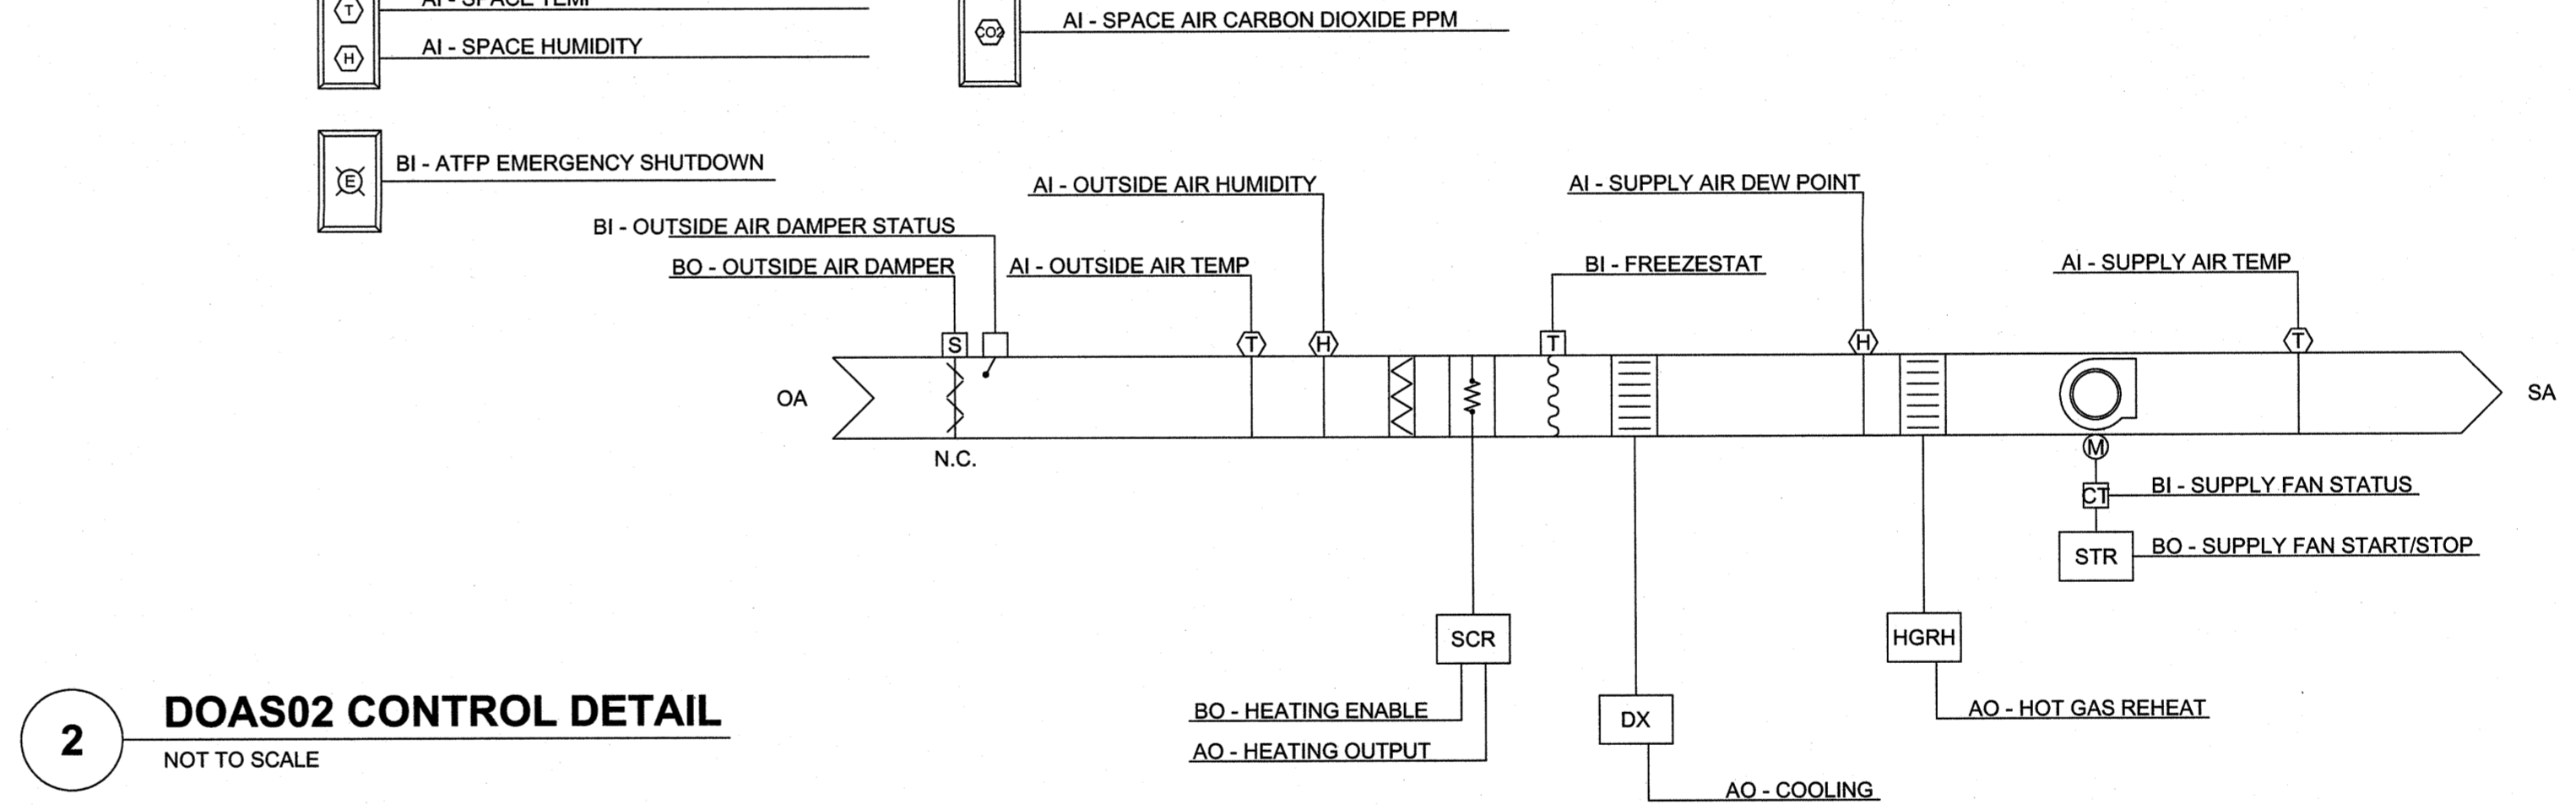 AI - SPACE TEMP
AI - SPACE AIR CARBON DIOXIDE PPM
T
CO2
AI - SPACE HUMIDITY
H
BI - ATFP EMERGENCY SHUTDOWN
E
AI - OUTSIDE AIR HUMIDITY
AI - SUPPLY AIR DEW POINT
BI - OUTSIDE AIR DAMPER STATUS
BO - OUTSIDE AIR DAMPER
AI - OUTSIDE AIR TEMP
BI - FREEZESTAT
AI - SUPPLY AIR TEMP
S
T
H
T
H
T
OA
SA
N.C.
M
CT
BI - SUPPLY FAN STATUS
STR
BO - SUPPLY FAN START/STOP
SCR
HGRH
BO - HEATING ENABLE
AO - HOT GAS REHEAT
DX
AO - HEATING OUTPUT
AO - COOLING
2
DOAS02 CONTROL DETAIL
NOT TO SCALE